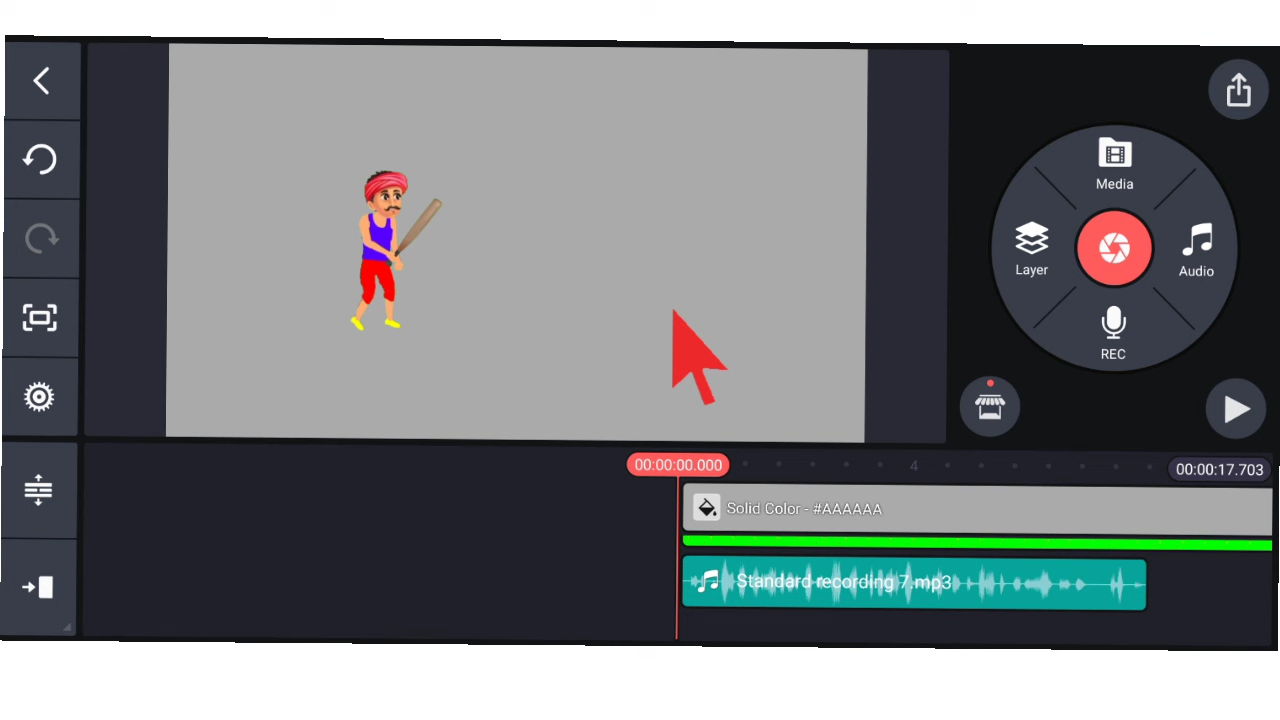 Media
Layer
Audio
REC
00:00:00.000
4
00:00:17.703
Solid Color - #AAAAAA
Standard recording 7.mp3